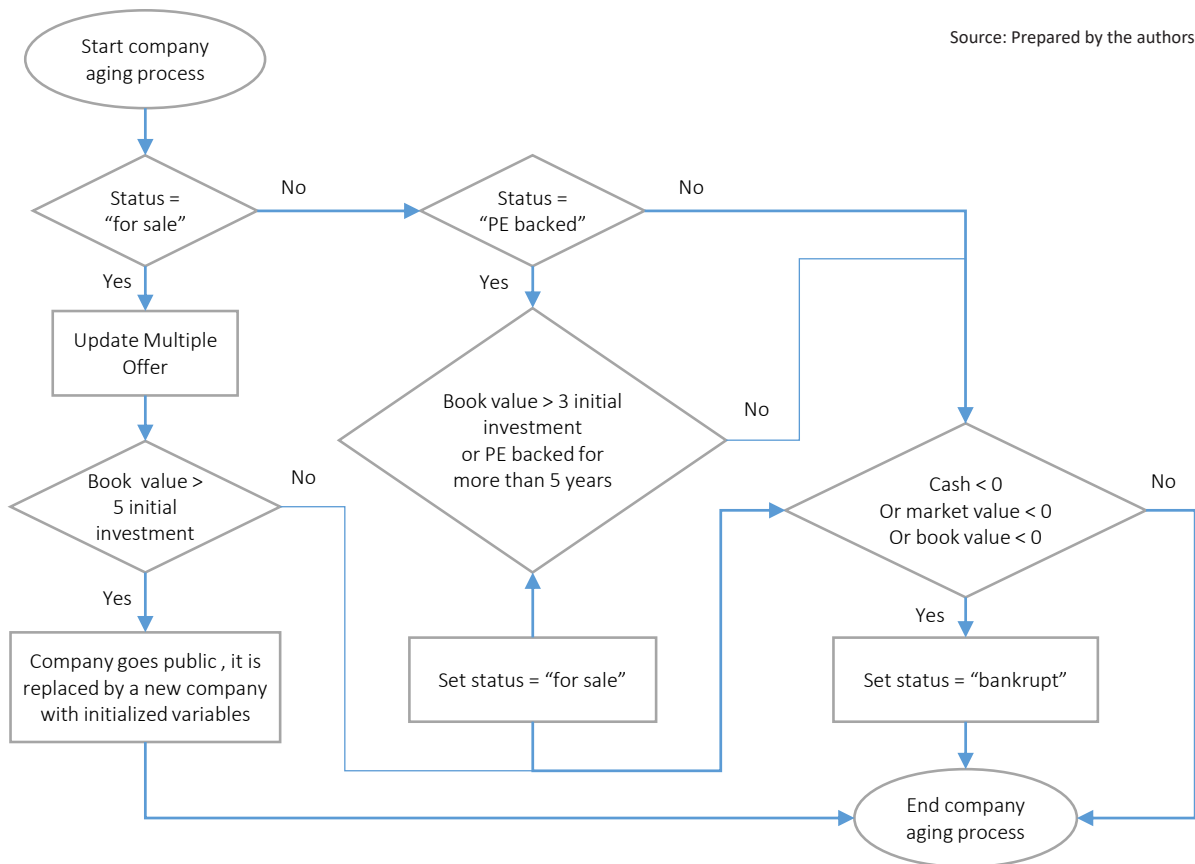 Start company
aging process
Source: Prepared by the authors
Status =
“for sale”
No
Status =
“PE backed”
No
Yes
Update Multiple
Offer
Yes
Book value > 3 initial
investment
or PE backed for
more than 5 years
No
Book value >
5 initial
investment
No
Cash < 0
Or market value < 0
Or book value < 0
No
Yes
Company goes public , it is
replaced by a new company
with initialized variables
Set status = “for sale”
Yes
Set status = “bankrupt”
End company
aging process